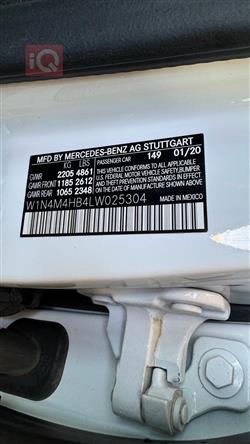 IQ
MFD BY MERCEDES-BENZ AG STUTTGART
KG LBS PASSENGER CAR 149 01/20
GVWR 2205 4861 THIS VEHICLE CONFORMS TO ALL APPLICABLE
GAWR FRONT 1185 2612 U.S. FEDERAL MOTOR VEHICLE SAFETY, BUMPER
GAWR REAR 1065 2348 AND THEFT PREVENTION STANDARDS IN EFFECT ON THE DATE OF MANUFACTURE SHOWN ABOVE.
W1N4M4HB4LW025304 MADE IN MEXICO